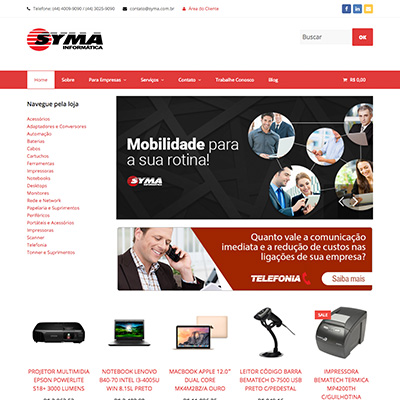 Telefone: (44) 4009-9090 / (44) 3025-9090 contato@syma.com.br Área do Cliente
SYMA
INFORMÁTICA
Buscar
OK
Home Sobre Para Empresas Serviços Contato Trabalhe Conosco Blog R$ 0,00
Navegue pela loja
Acessórios
Adaptadores e Conversores
Automação
Baterias
Cabos
Cartuchos
Ferramentas
Impressoras
Notebooks
Desktops
Monitores
Rede e Network
Papelaria e Suprimentos
Periféricos
Portáteis e Acessórios
Impressoras
Scanner
Telefonia
Tonner e Suprimentos
Mobilidade para
a sua rotina!
SYMA
Quanto vale a comunicação
imediata e a redução de custos nas
ligações de sua empresa?
TELEFONIA
Saiba mais
SALE
PROJETOR MULTIMIDIA
EPSON POWERLITE
S18+ 3000 LUMENS
NOTEBOOK LENOVO
B40-70 INTEL I3-4005U
WIN 8.15L PRETO
MACBOOK APPLE 12.0"
DUAL CORE
MK4M2BZ/A OURO
LEITOR CÓDIGO BARRA
BEMATECH D-7500 USB
PRETO C/PEDESTAL
IMPRESSORA
BEMATECH TERMICA
MP4200TH
C/GUILHOTINA